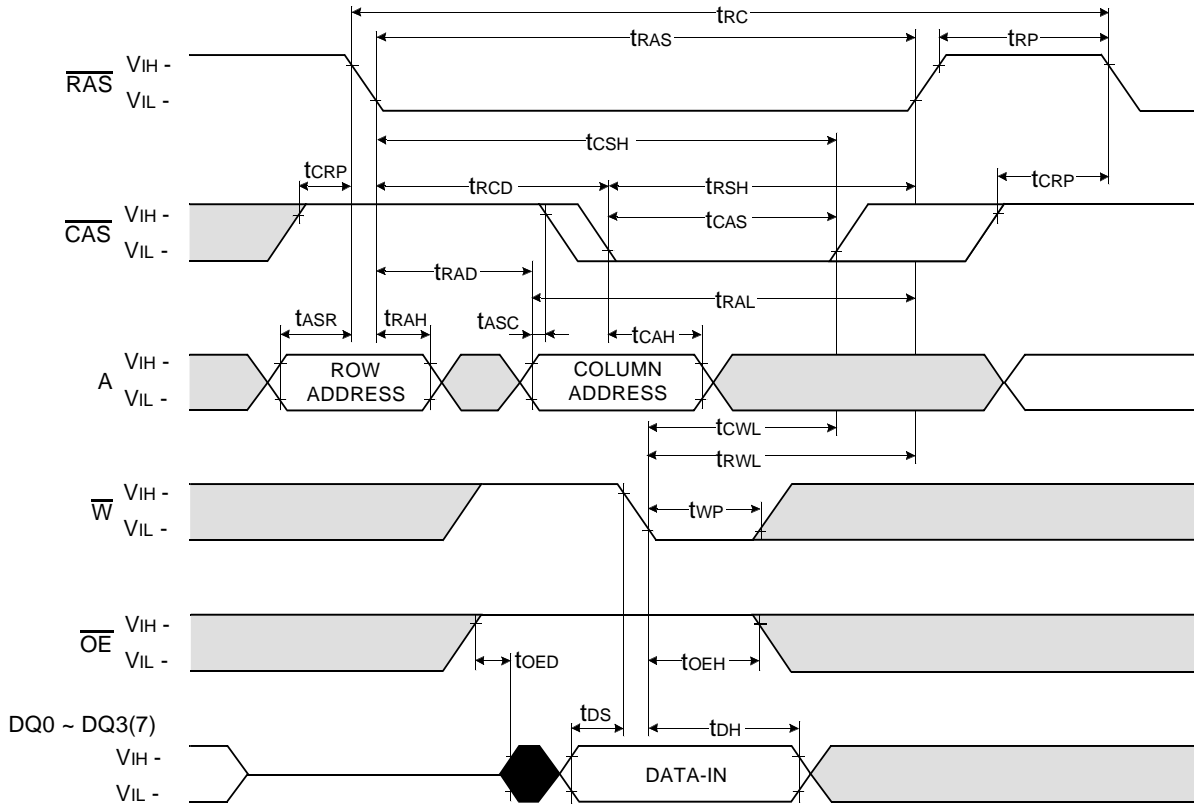 tRC
tRAS
tRP
RAS
VIH -
VIL -
tCSH
tCRP
tRCD
tRSH
tCRP
CAS
VIH -
VIL -
tCAS
tRAD
tRAL
tASR
tRAH
tASC
tCAH
A
VIH -
VIL -
ROW
ADDRESS
COLUMN
ADDRESS
tCWL
tRWL
W
VIH -
VIL -
tWP
OE
VIH -
VIL -
tOED
tOEH
DQ0 ~ DQ3(7)
tDS
tDH
VIH -
VIL -
DATA-IN